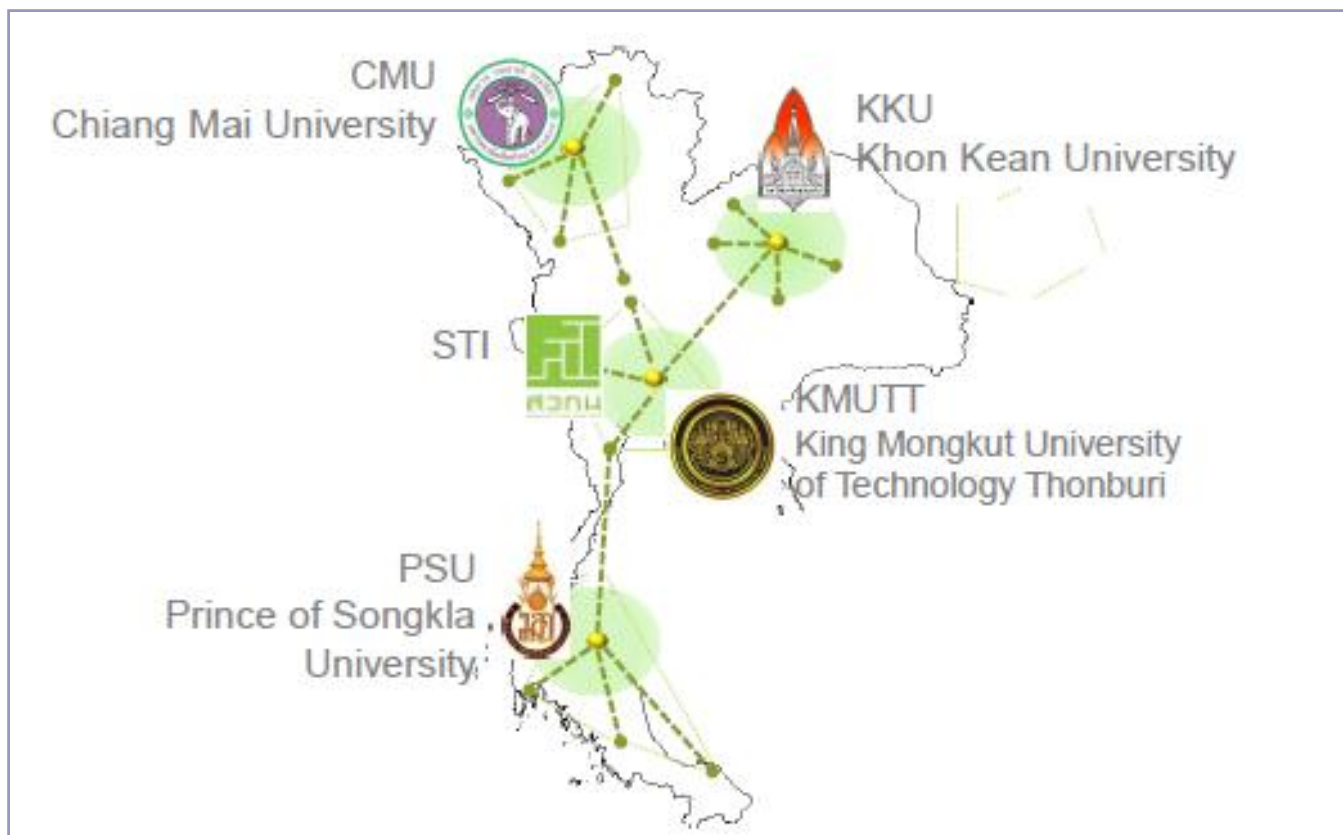 CMU
Chiang Mai University
KKU
Khon Kean University
STI
สวทน
KMUTT
King Mongkut University
of Technology Thonburi
PSU
Prince of Songkla
University